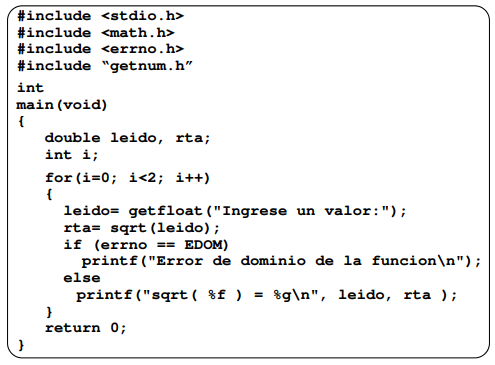 #include <stdio.h>
#include <math.h>
#include <errno.h>
#include “getnum.h”
int
main(void)
{
double leido, rta;
int i;
for(i=0; i<2; i++)
{
leido= getfloat("Ingrese un valor:");
rta= sqrt(leido);
if (errno == EDOM)
printf("Error de dominio de la funcion\n");
else
printf("sqrt( %f ) = %g\n", leido, rta );
}
return 0;
}